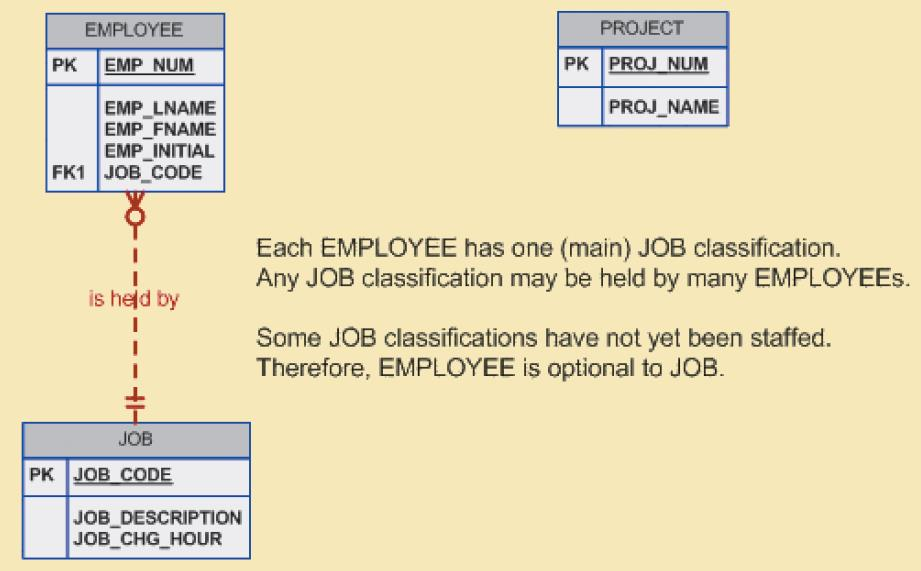 EMPLOYEE
PK EMP_NUM
EMP_LNAME
EMP_FNAME
EMP_INITIAL
FK1 JOB_CODE
PROJECT
PK PROJ_NUM
PROJ_NAME
is held by
Each EMPLOYEE has one (main) JOB classification.
Any JOB classification may be held by many EMPLOYEEs.
Some JOB classifications have not yet been staffed.
Therefore, EMPLOYEE is optional to JOB.
JOB
PK JOB_CODE
JOB_DESCRIPTION
JOB_CHG_HOUR